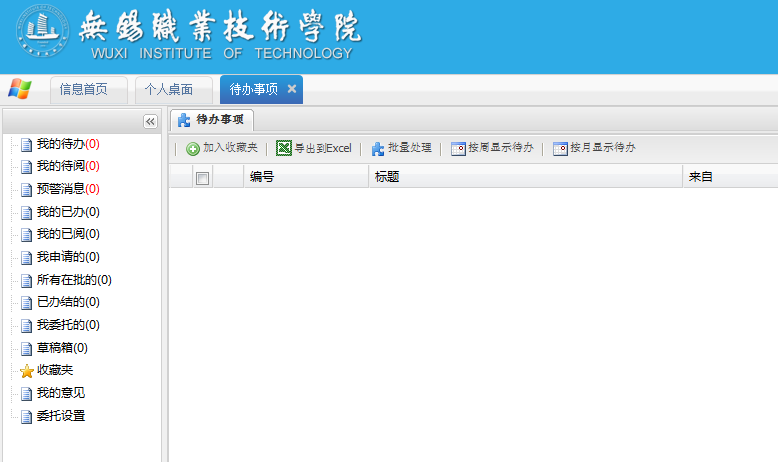 無錫職業技術學院
WUXI INSTITUTE OF TECHNOLOGY
信息首页 个人桌面 待办事项
待办事项
加入收藏夹 导出到Excel 批量处理 按周显示待办 按月显示待办
编号 标题 来自
我的待办(0)
我的待阅(0)
预警消息(0)
我的已办(0)
我的已阅(0)
我申请的(0)
所有在批的(0)
已办结的(0)
我委托的(0)
草稿箱(0)
收藏夹
我的意见
委托设置